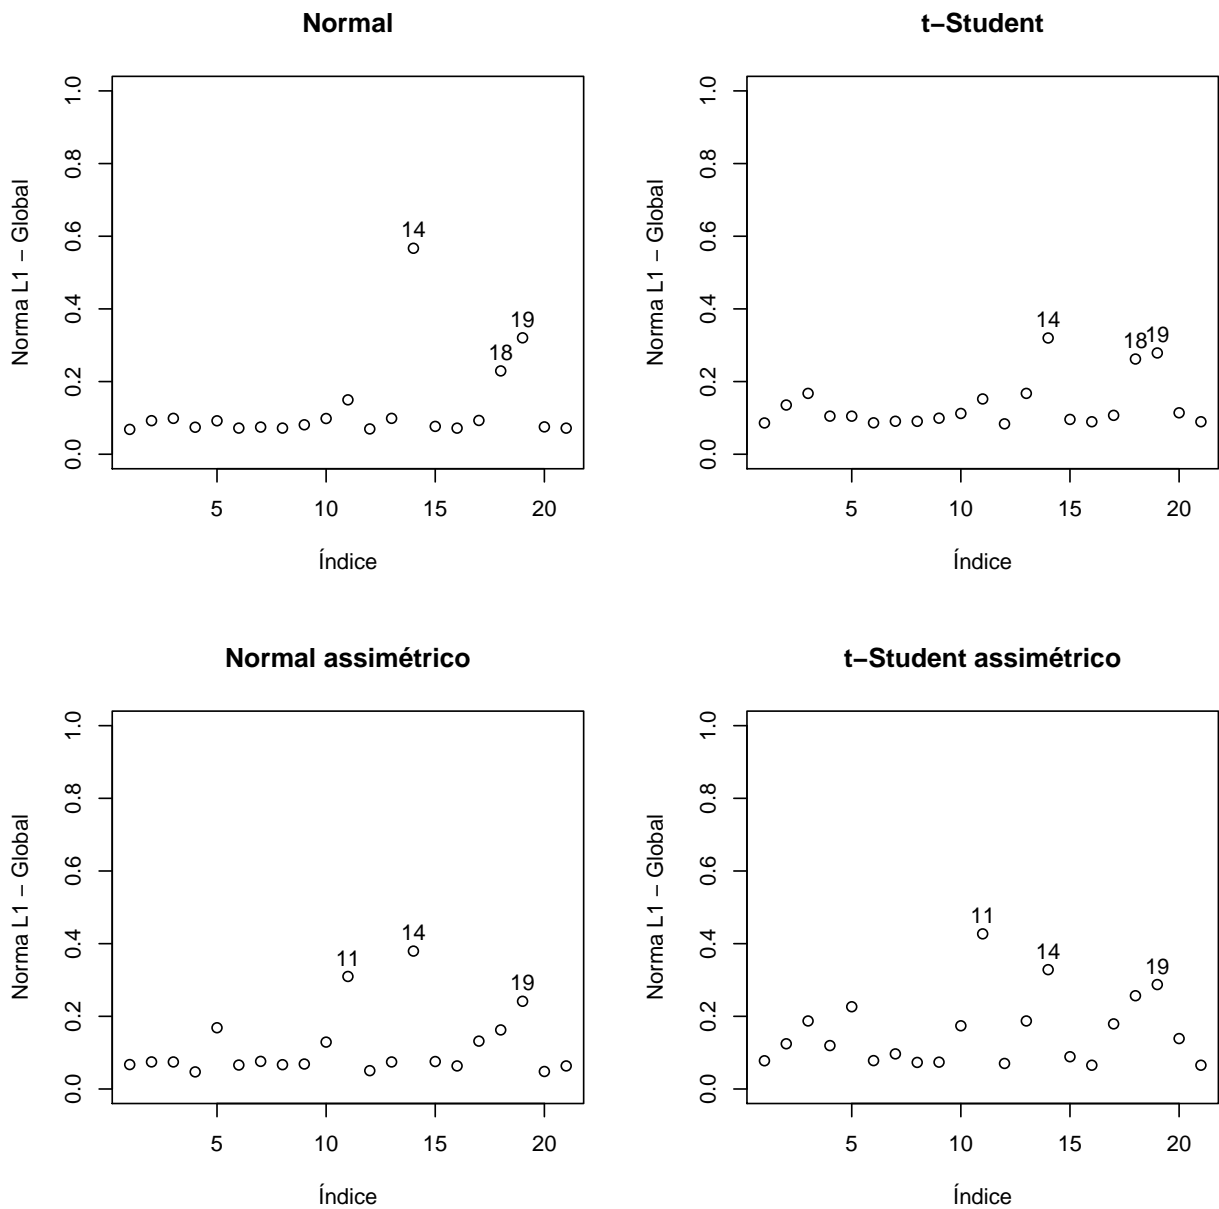 Normal
Norma L1 − Global
1.0
0.8
0.6
0.4
0.2
0.0
14
19
18
5 10 15 20
Índice
t−Student
Norma L1 − Global
1.0
0.8
0.6
0.4
0.2
0.0
14
18 19
5 10 15 20
Índice
Normal assimétrico
Norma L1 − Global
1.0
0.8
0.6
0.4
0.2
0.0
11
14
19
5 10 15 20
Índice
t−Student assimétrico
Norma L1 − Global
1.0
0.8
0.6
0.4
0.2
0.0
11
14
19
5 10 15 20
Índice